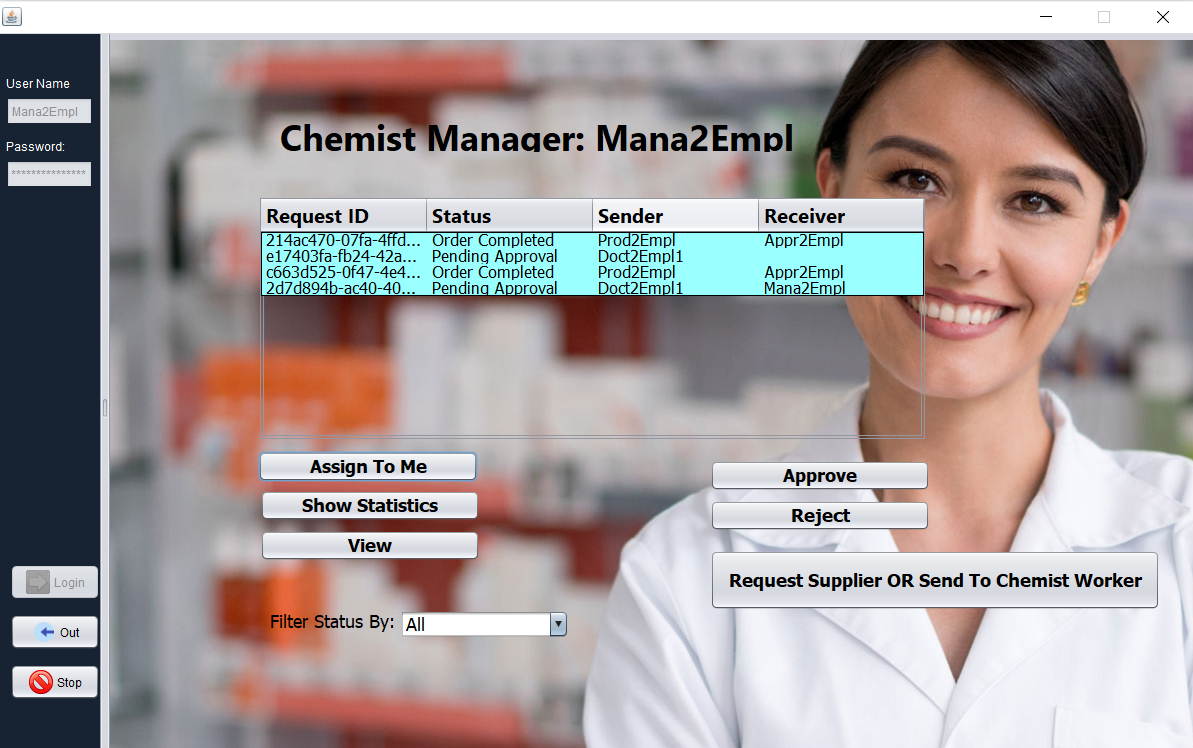 User Name
Mana2Empl
Password:
***************
Login
Out
Stop
Chemist Manager: Mana2Empl
Request ID Status Sender Receiver
214ac470-07fa-4ffd... Order Completed Prod2Empl Appr2Empl
e17403fa-fb24-42a... Pending Approval Doct2Empl1
c663d525-0f47-4e4... Order Completed Prod2Empl Appr2Empl
2d7d894b-ac40-40... Pending Approval Doct2Empl1 Mana2Empl
Assign To Me
Show Statistics
View
Approve
Reject
Request Supplier OR Send To Chemist Worker
Filter Status By: All